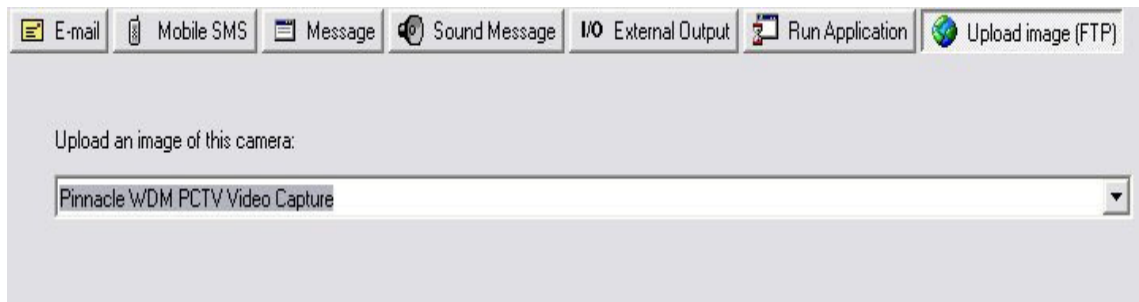 E-mail Mobile SMS Message Sound Message I/O External Output Run Application Upload image (FTP)
Upload an image of this camera:
Pinnacle WDM PCTV Video Capture